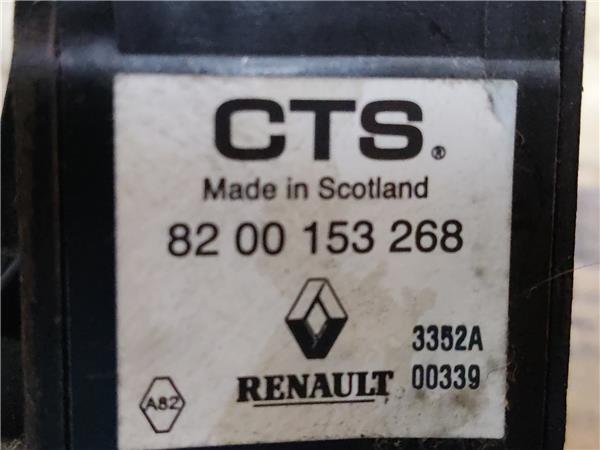 CTS®
Made in Scotland
82 00 153 268
3352A
RENAULT 00339
A82